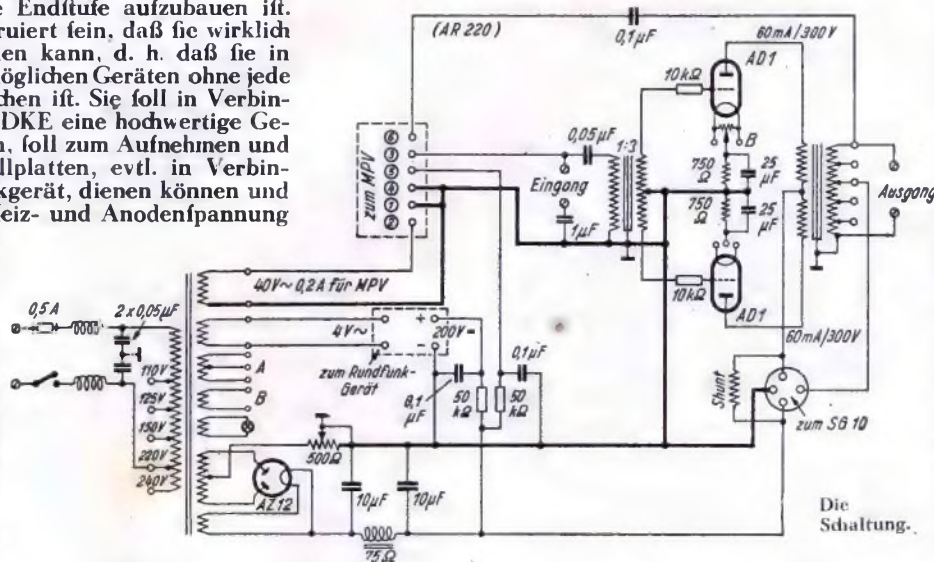 e Endſtufe aufzubauen iſt.
ruiert ſein, daß ſie wirklich
en kann, d. h. daß ſie in
öglichen Geräten ohne jede
chen iſt. Sie ſoll in Verbin-
DKE eine hochwertige Ge-
n, ſoll zum Aufnehmen und
llplatten, evtl. in Verbin-
kgerät, dienen können und
eiz- und Anodenſpannung
(AR 220)
0,1µF
60mA/300V
AD1
10kΩ
B
zum MPV
6
3
5
4
1
2
0,05µF
1:3
Eingang
1µF
750
Ω
25
µF
750
Ω
25
µF
Ausgang
10kΩ
AD1
60mA/300V
40V~ 0,2A für MPV
0,5 A
2 x 0,05µF
4V~
+
200V=
−
zum Rundfunk-
Gerät
0,1
µF
50
kΩ
50
kΩ
0,1µF
Shunt
zum SG 10
110V
125V
150V
220V
240V
A
B
500Ω
AZ12
10µF
10µF
75Ω
Die
Schaltung.